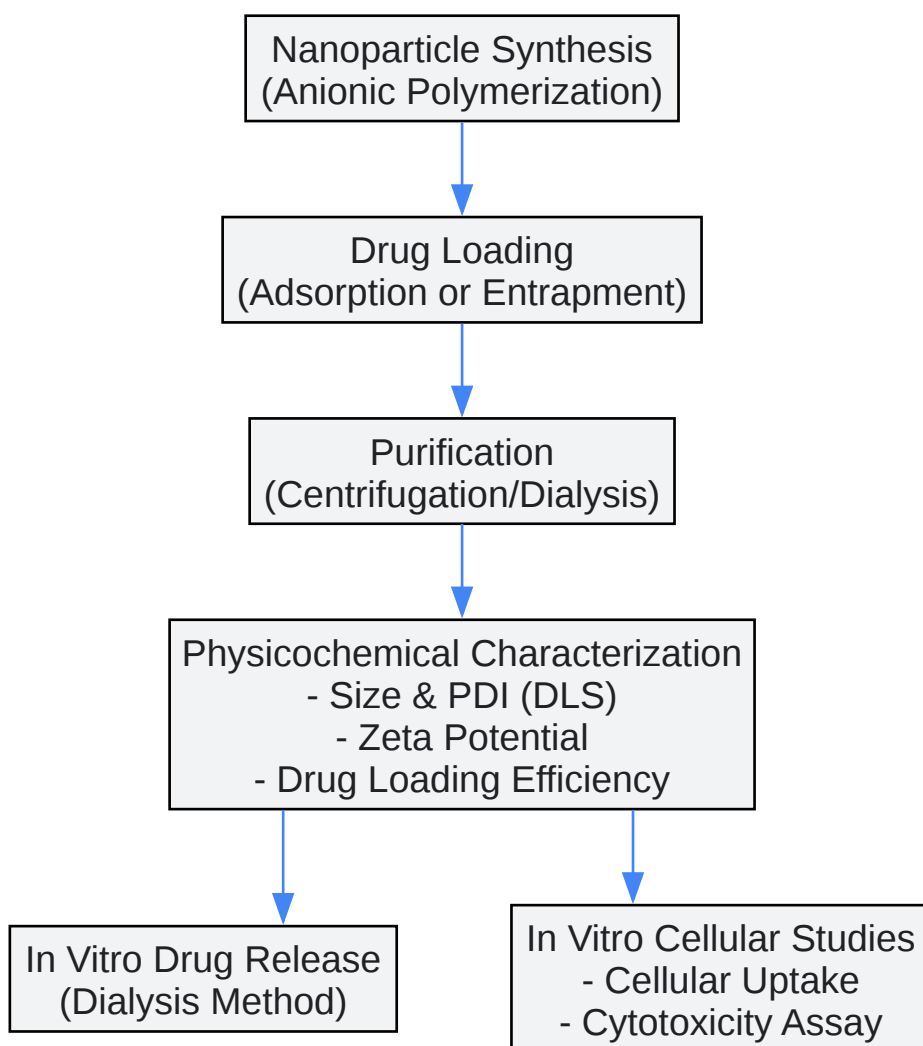 Nanoparticle Synthesis
(Anionic Polymerization)
Drug Loading
(Adsorption or Entrapment)
Purification
(Centrifugation/Dialysis)
Physicochemical Characterization
- Size & PDI (DLS)
- Zeta Potential
- Drug Loading Efficiency
In Vitro Drug Release
(Dialysis Method)
In Vitro Cellular Studies
- Cellular Uptake
- Cytotoxicity Assay